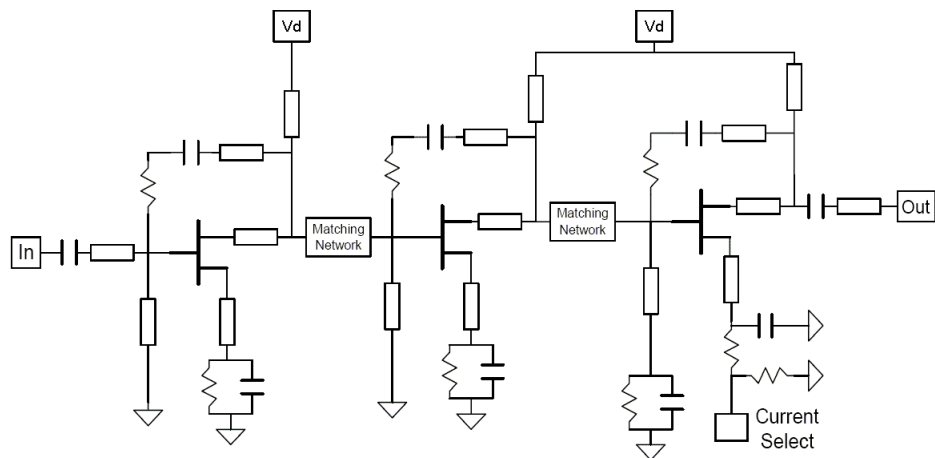 Vd
Vd
In
Matching
Network
Matching
Network
Out
Current
Select